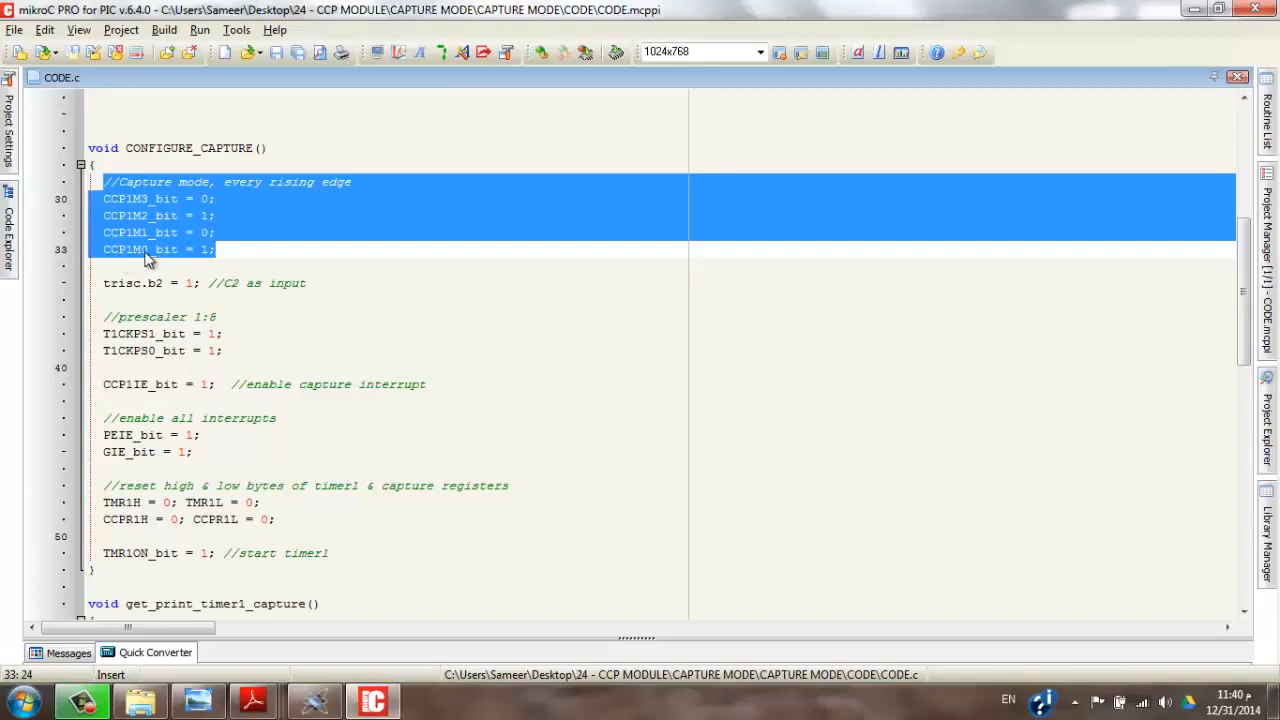 mikroC PRO for PIC v.6.4.0 - C:\Users\Sameer\Desktop\24 - CCP MODULE\CAPTURE MODE\CAPTURE MODE\CODE\CODE.mcppi
File Edit View Project Build Run Tools Help
1024x768
CODE.c
Project Settings
Code Explorer
Routine List
Project Manager [1/1] - CODE.mcppi
Project Explorer
Library Manager
void CONFIGURE_CAPTURE()
{
//Capture mode, every rising edge
30 CCP1M3_bit = 0;
CCP1M2_bit = 1;
CCP1M1_bit = 0;
33 CCP1M0_bit = 1;
trisc.b2 = 1; //C2 as input
//prescaler 1:8
T1CKPS1_bit = 1;
T1CKPS0_bit = 1;
40
CCP1IE_bit = 1; //enable capture interrupt
//enable all interrupts
PEIE_bit = 1;
GIE_bit = 1;
//reset high & low bytes of timer1 & capture registers
TMR1H = 0; TMR1L = 0;
CCPR1H = 0; CCPR1L = 0;
50
TMR1ON_bit = 1; //start timer1
}
void get_print_timer1_capture()
Messages Quick Converter
33: 24 Insert C:\Users\Sameer\Desktop\24 - CCP MODULE\CAPTURE MODE\CAPTURE MODE\CODE\CODE.c
EN
11:40 م
12/31/2014